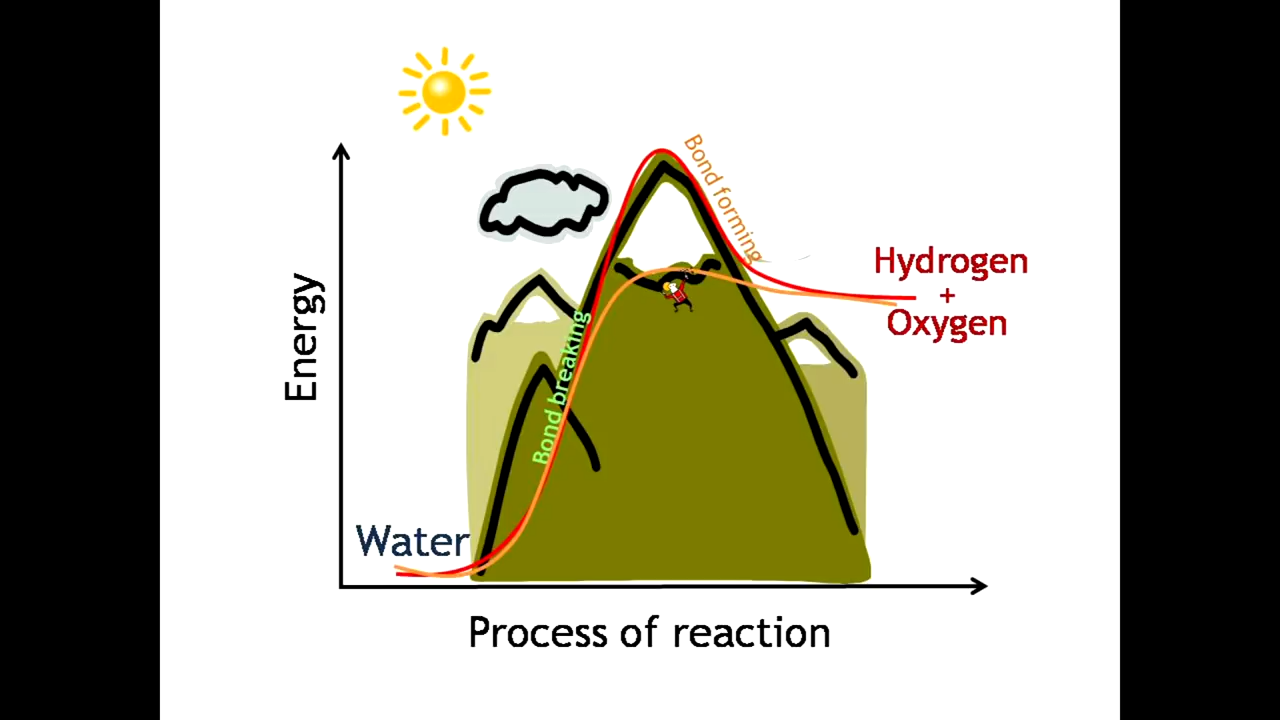 Bond forming
Hydrogen
+
Oxygen
Energy
Bond breaking
Water
Process of reaction